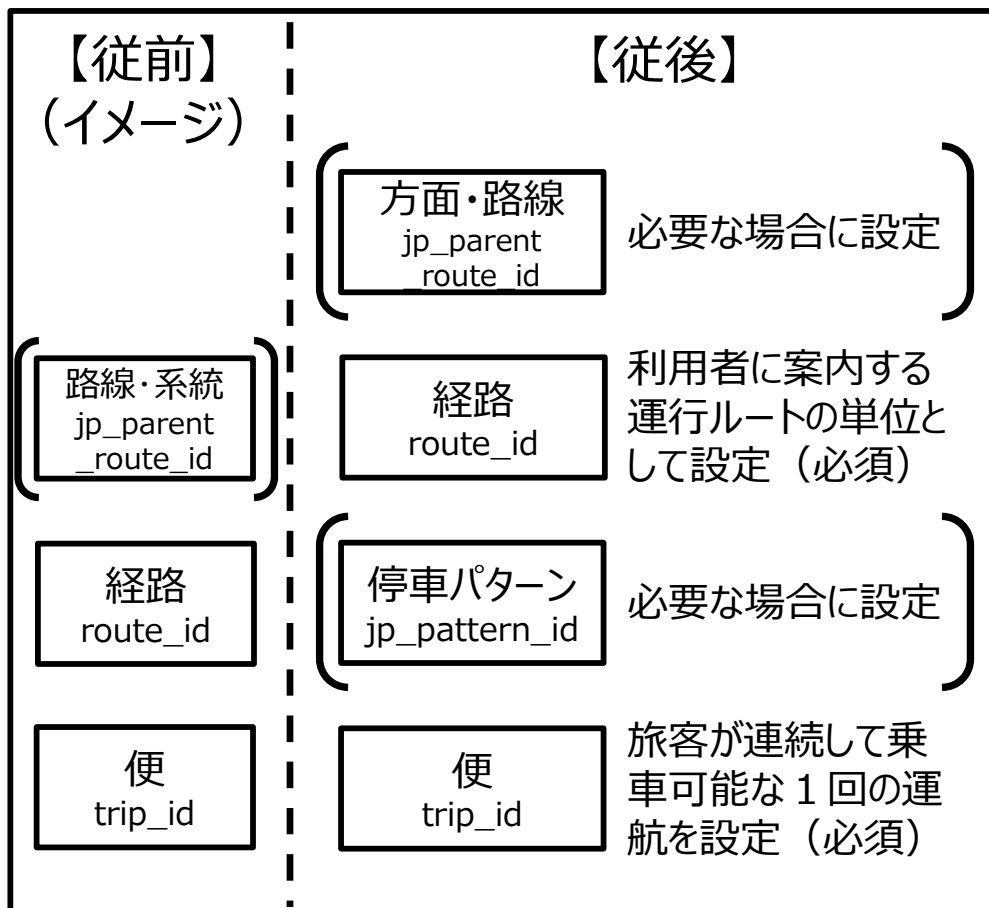 【従前】
（イメージ）
路線・系統
jp_parent
_route_id
経路
route_id
便
trip_id
【従後】
方面・路線
jp_parent
_route_id
必要な場合に設定
経路
route_id
利用者に案内する
運行ルートの単位と
して設定（必須）
停車パターン
jp_pattern_id
必要な場合に設定
便
trip_id
旅客が連続して乗
車可能な１回の運
航を設定（必須）